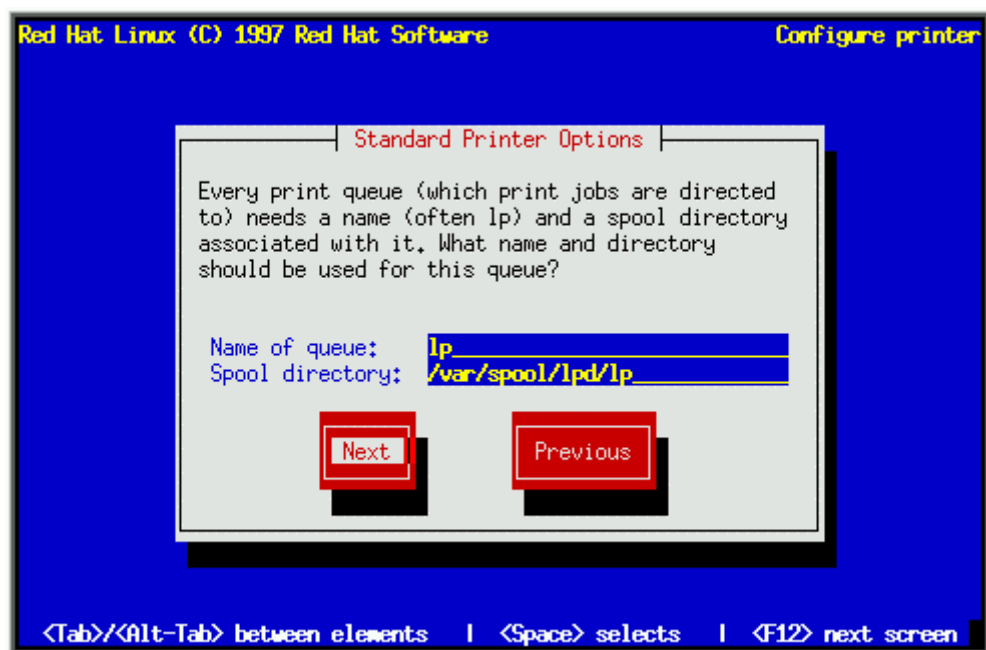 Red Hat Linux (C) 1997 Red Hat Software Configure printer
Standard Printer Options
Every print queue (which print jobs are directed
to) needs a name (often lp) and a spool directory
associated with it. What name and directory
should be used for this queue?
Name of queue: lp
Spool directory: /var/spool/lpd/lp
Next Previous
<Tab>/<Alt-Tab> between elements | <Space> selects | <F12> next screen